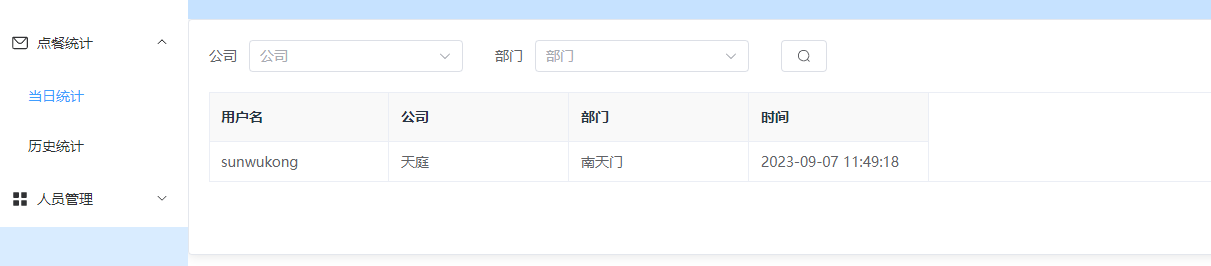 点餐统计
当日统计
历史统计
人员管理
公司 公司 部门 部门
用户名 公司 部门 时间
sunwukong 天庭 南天门 2023-09-07 11:49:18